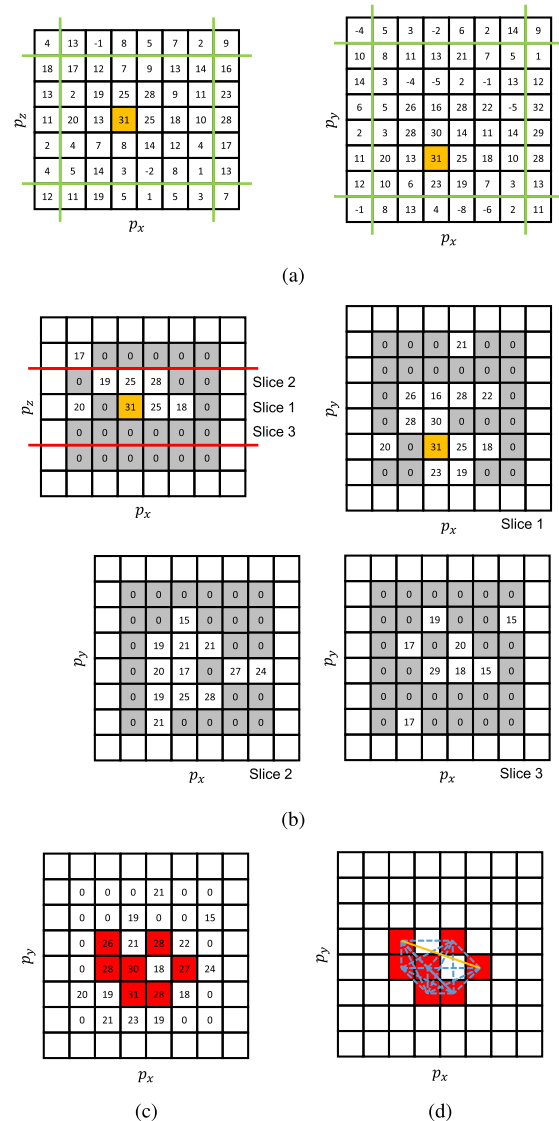 4 13 -1 8 5 7 2 9
18 17 12 7 9 13 14 16
13 2 19 25 28 9 11 23
11 20 13 31 25 18 10 28
2 4 7 8 14 12 4 17
4 5 14 3 -2 8 1 13
12 11 19 5 1 5 3 7
p_z
p_x
-4 5 3 -2 6 2 14 9
10 8 11 13 21 7 5 1
14 3 -4 -5 2 -1 13 12
6 5 26 16 28 22 -5 32
2 3 28 30 14 11 14 29
11 20 13 31 25 18 10 28
12 10 6 23 19 7 3 13
-1 8 13 4 -8 -6 2 11
p_y
p_x
(a)
17 0 0 0 0 0
0 19 25 28 0 0
20 0 31 25 18 0
0 0 0 0 0 0
0 0 0 0 0 0
Slice 2
Slice 1
Slice 3
p_z
p_x
0 0 0 21 0 0
0 0 0 0 0 0
0 26 16 28 22 0
0 28 30 0 0 0
20 0 31 25 18 0
0 0 23 19 0 0
p_y
p_x
Slice 1
0 0 0 0 0 0
0 0 15 0 0 0
0 19 21 21 0 0
0 20 17 0 27 24
0 19 25 28 0 0
0 21 0 0 0 0
p_y
p_x
Slice 2
0 0 0 0 0 0
0 0 19 0 0 15
0 17 0 20 0 0
0 0 29 18 15 0
0 0 0 0 0 0
0 17 0 0 0 0
p_y
p_x
Slice 3
(b)
0 0 0 21 0 0
0 0 19 0 0 15
0 26 21 28 22 0
0 28 30 18 27 24
20 19 31 28 18 0
0 21 23 19 0 0
p_y
p_x
(c)
p_y
p_x
(d)